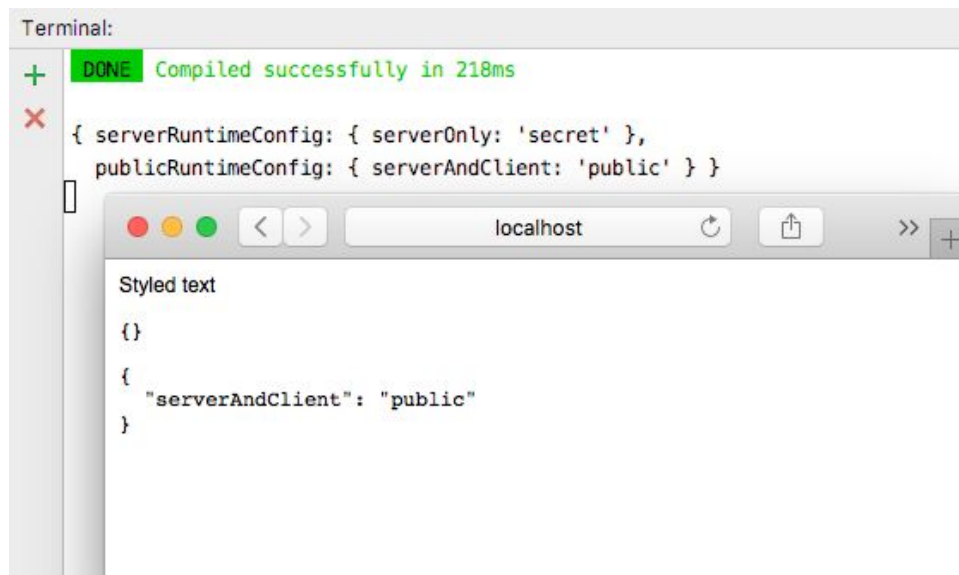 Terminal:
DONE Compiled successfully in 218ms
{ serverRuntimeConfig: { serverOnly: 'secret' },
publicRuntimeConfig: { serverAndClient: 'public' } }
localhost
Styled text
{}
{
"serverAndClient": "public"
}